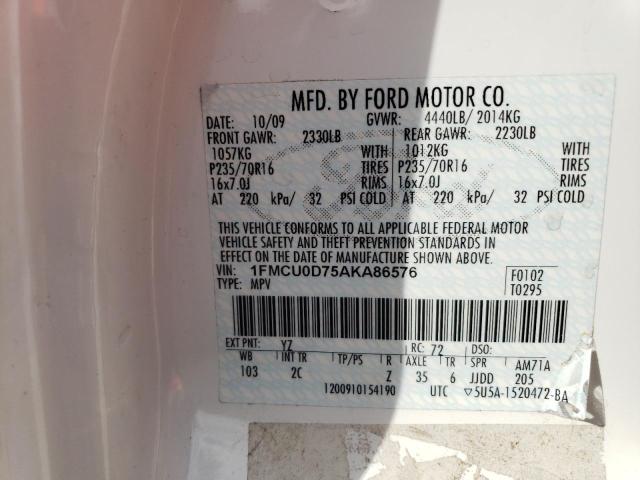 MFD. BY FORD MOTOR CO.
DATE: 10/09 GVWR: 4440LB/ 2014KG
FRONT GAWR: 2330LB REAR GAWR: 2230LB
1057KG WITH 1012KG WITH
P235/70R16 TIRES P235/70R16 TIRES
16x7.0J RIMS 16x7.0J RIMS
AT 220 kPa/ 32 PSI COLD AT 220 kPa/ 32 PSI COLD
THIS VEHICLE CONFORMS TO ALL APPLICABLE FEDERAL MOTOR
VEHICLE SAFETY AND THEFT PREVENTION STANDARDS IN
EFFECT ON THE DATE OF MANUFACTURE SHOWN ABOVE.
VIN: 1FMCU0D75AKA86576 F0102
TYPE: MPV T0295
EXT PNT: YZ RC: 72 DSO:
WB INT TR TP/PS R AXLE TR SPR AM71A
103 2C Z 35 6 JJDD 205
1200910154190 UTC ▽5U5A-1520472-BA